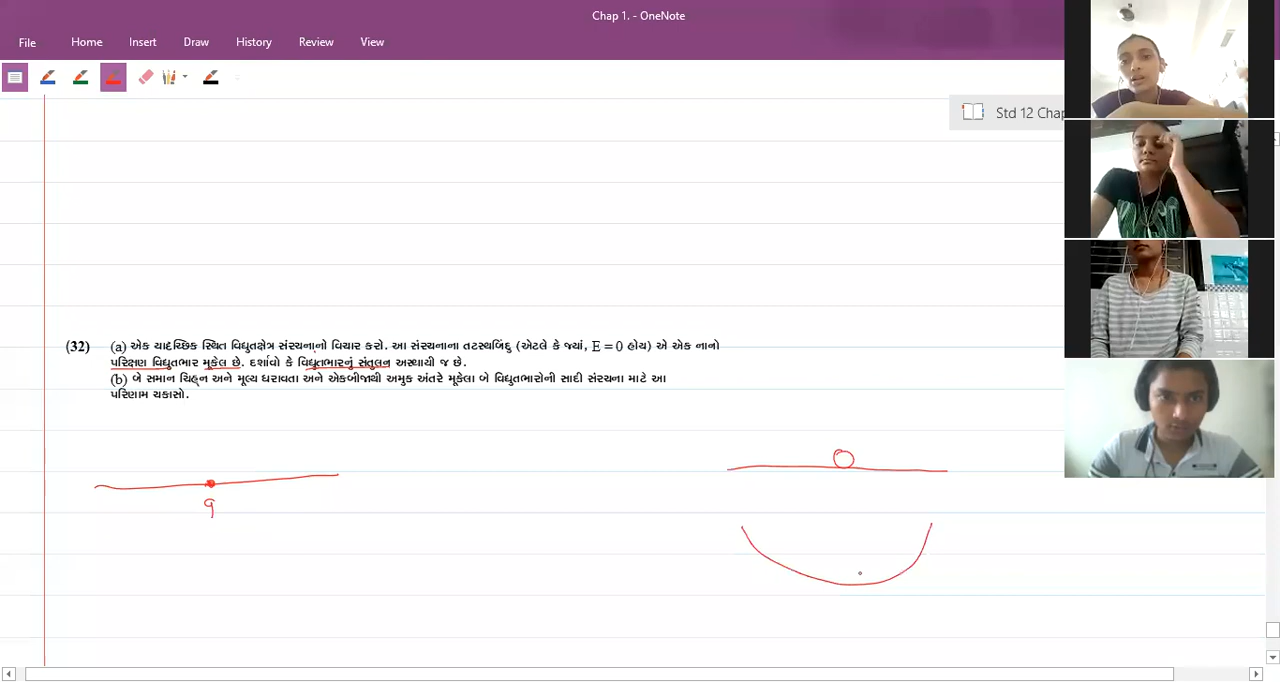 Chap 1. - OneNote
File Home Insert Draw History Review View
Std 12 Chap
(32) (a) એક યાદચ્છિક સ્થિત વિદ્યુતક્ષેત્ર સંરચનાનો વિચાર કરો. આ સંરચનાના તટસ્થબિંદુ (એટલે કે જ્યાં, E = 0 હોય) એ એક નાનો
પરિક્ષણ વિદ્યુતભાર મૂકેલ છે. દર્શાવો કે વિદ્યુતભારનું સંતુલન અસ્થાયી જ છે.
(b) બે સમાન ચિહ્ન અને મૂલ્ય ધરાવતા અને એકબીજાથી અમુક અંતરે મૂકેલા બે વિદ્યુતભારોની સાદી સંરચના માટે આ
પરિણામ ચકાસો.
q